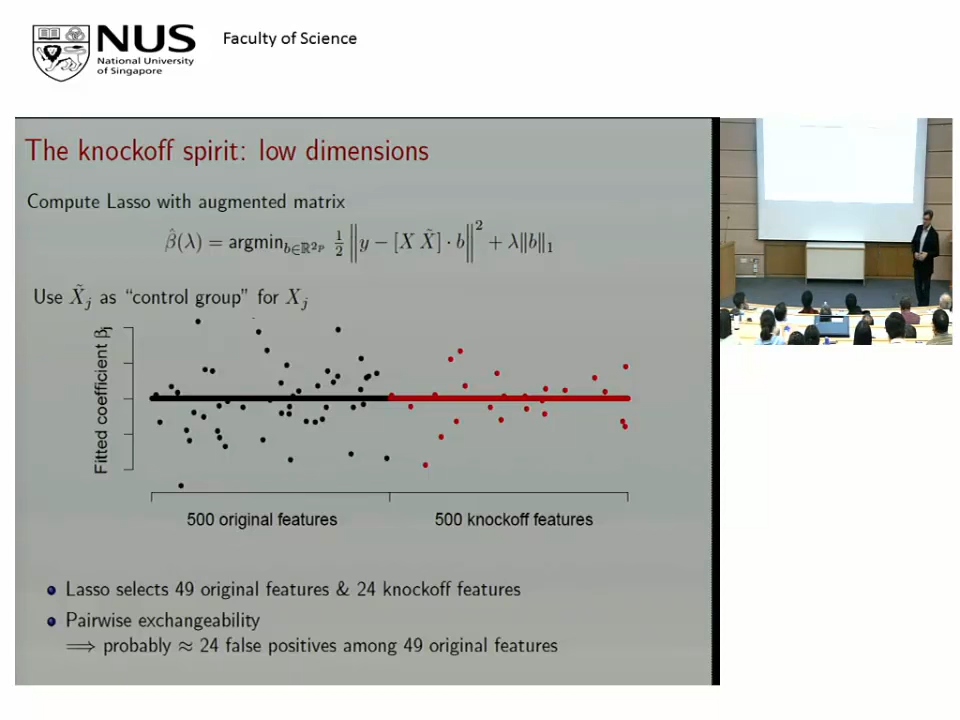 NUS
National University
of Singapore
Faculty of Science
The knockoff spirit: low dimensions
Compute Lasso with augmented matrix
β̂(λ) = argmin_{b∈ℝ^{2p}} ½ ‖y − [X X̃] · b‖² + λ‖b‖₁
Use X̃_j as “control group” for X_j
Fitted coefficient β_j
500 original features
500 knockoff features
Lasso selects 49 original features & 24 knockoff features
Pairwise exchangeability
⟹ probably ≈ 24 false positives among 49 original features